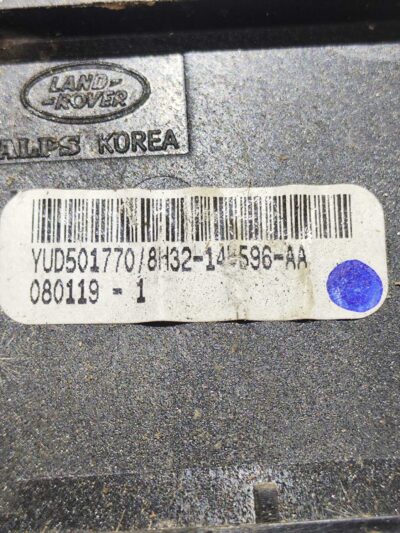 LAND-
-ROVER
ALPS KOREA
YUD501770/8H32-14 596-AA
080119 - 1